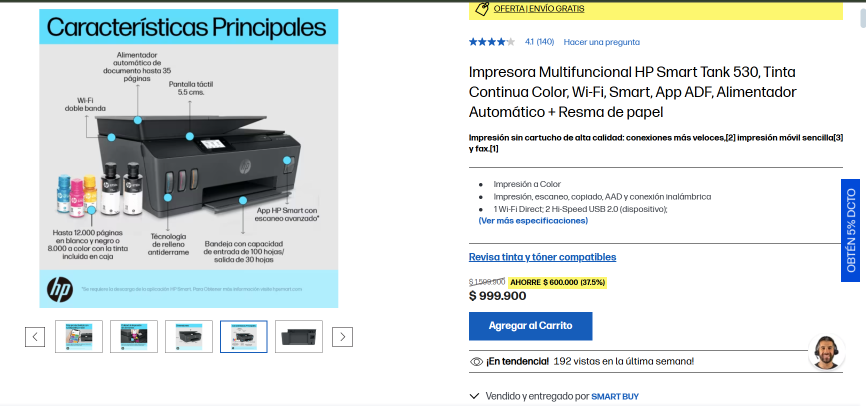 Características Principales
Alimentador
automático de
documento hasta 35
páginas
Pantalla táctil
5.5 cms.
Wi-Fi
doble banda
App HP Smart con
escaneo avanzado*
Hasta 12.000 páginas
en blanco y negro o
8.000 a color con la tinta
incluida en caja
Técnología
de relleno
antiderrame
Bandeja con capacidad
de entrada de 100 hojas/
salida de 30 hojas
hp
*Se requiere la descarga de la aplicación HP Smart. Para Obtener más información visite hpsmart.com
OFERTA | ENVÍO GRATIS
4.1 (140) Hacer una pregunta
Impresora Multifuncional HP Smart Tank 530, Tinta
Continua Color, Wi-Fi, Smart, App ADF, Alimentador
Automático + Resma de papel
Impresión sin cartucho de alta calidad: conexiones más veloces,[2] impresión móvil sencilla[3]
y fax.[1]
Impresión a Color
Impresión, escaneo, copiado, AAD y conexión inalámbrica
1 Wi-Fi Direct; 2 Hi-Speed USB 2.0 (dispositivo);
(Ver más especificaciones)
Revisa tinta y tóner compatibles
$ 1.599.900 AHORRE $ 600.000 (37.5%)
$ 999.900
Agregar al Carrito
¡En tendencia! 192 vistas en la última semana!
Vendido y entregado por SMART BUY
OBTÉN 5% DCTO